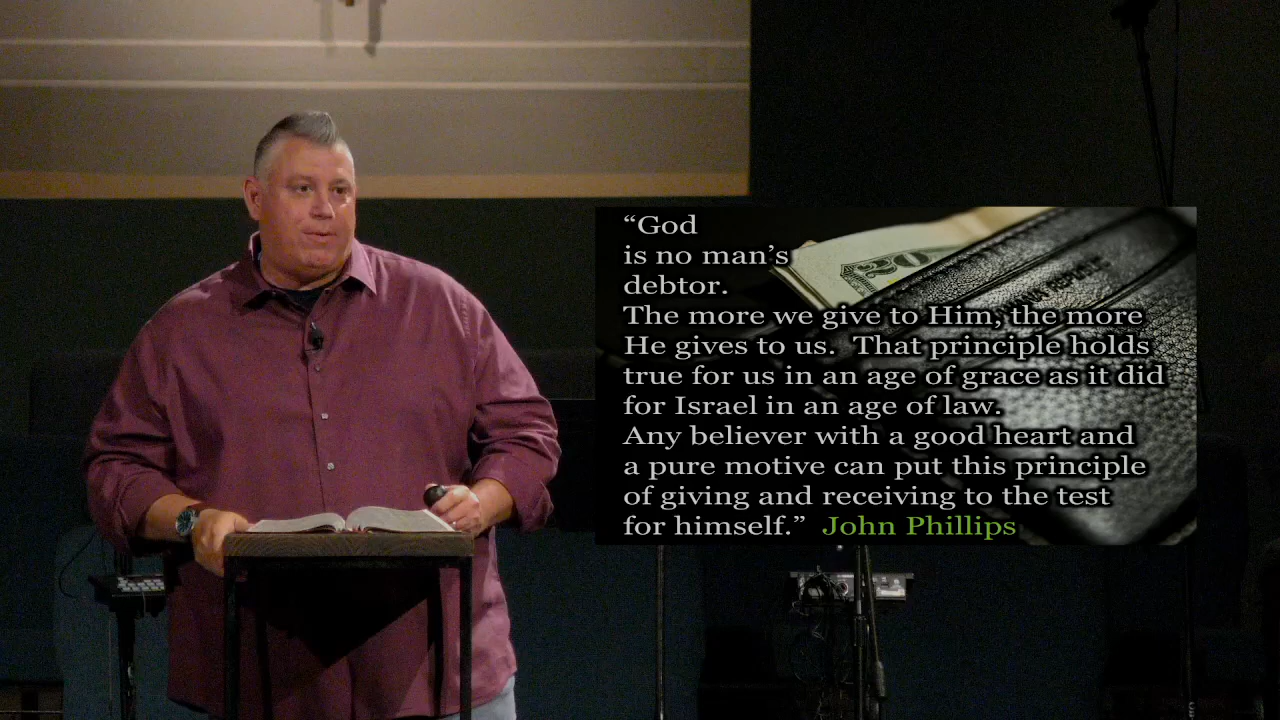 “God
is no man’s
debtor.
The more we give to Him, the more
He gives to us.  That principle holds
true for us in an age of grace as it did
for Israel in an age of law.
Any believer with a good heart and
a pure motive can put this principle
of giving and receiving to the test
for himself.”  John Phillips
20
REPUBLIC